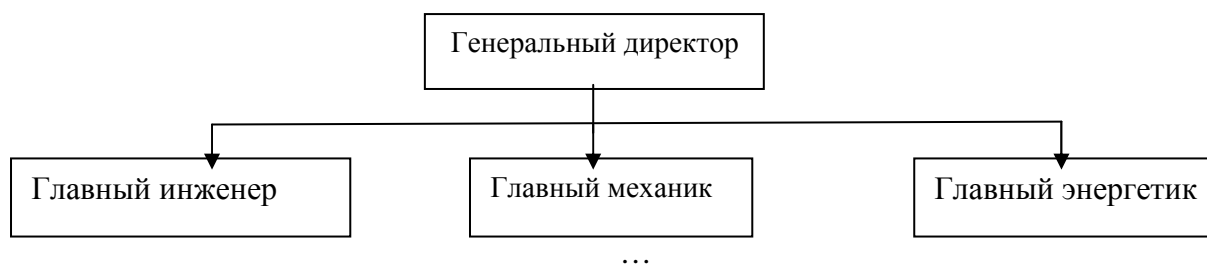 Генеральный директор
Главный инженер
Главный механик
Главный энергетик
...